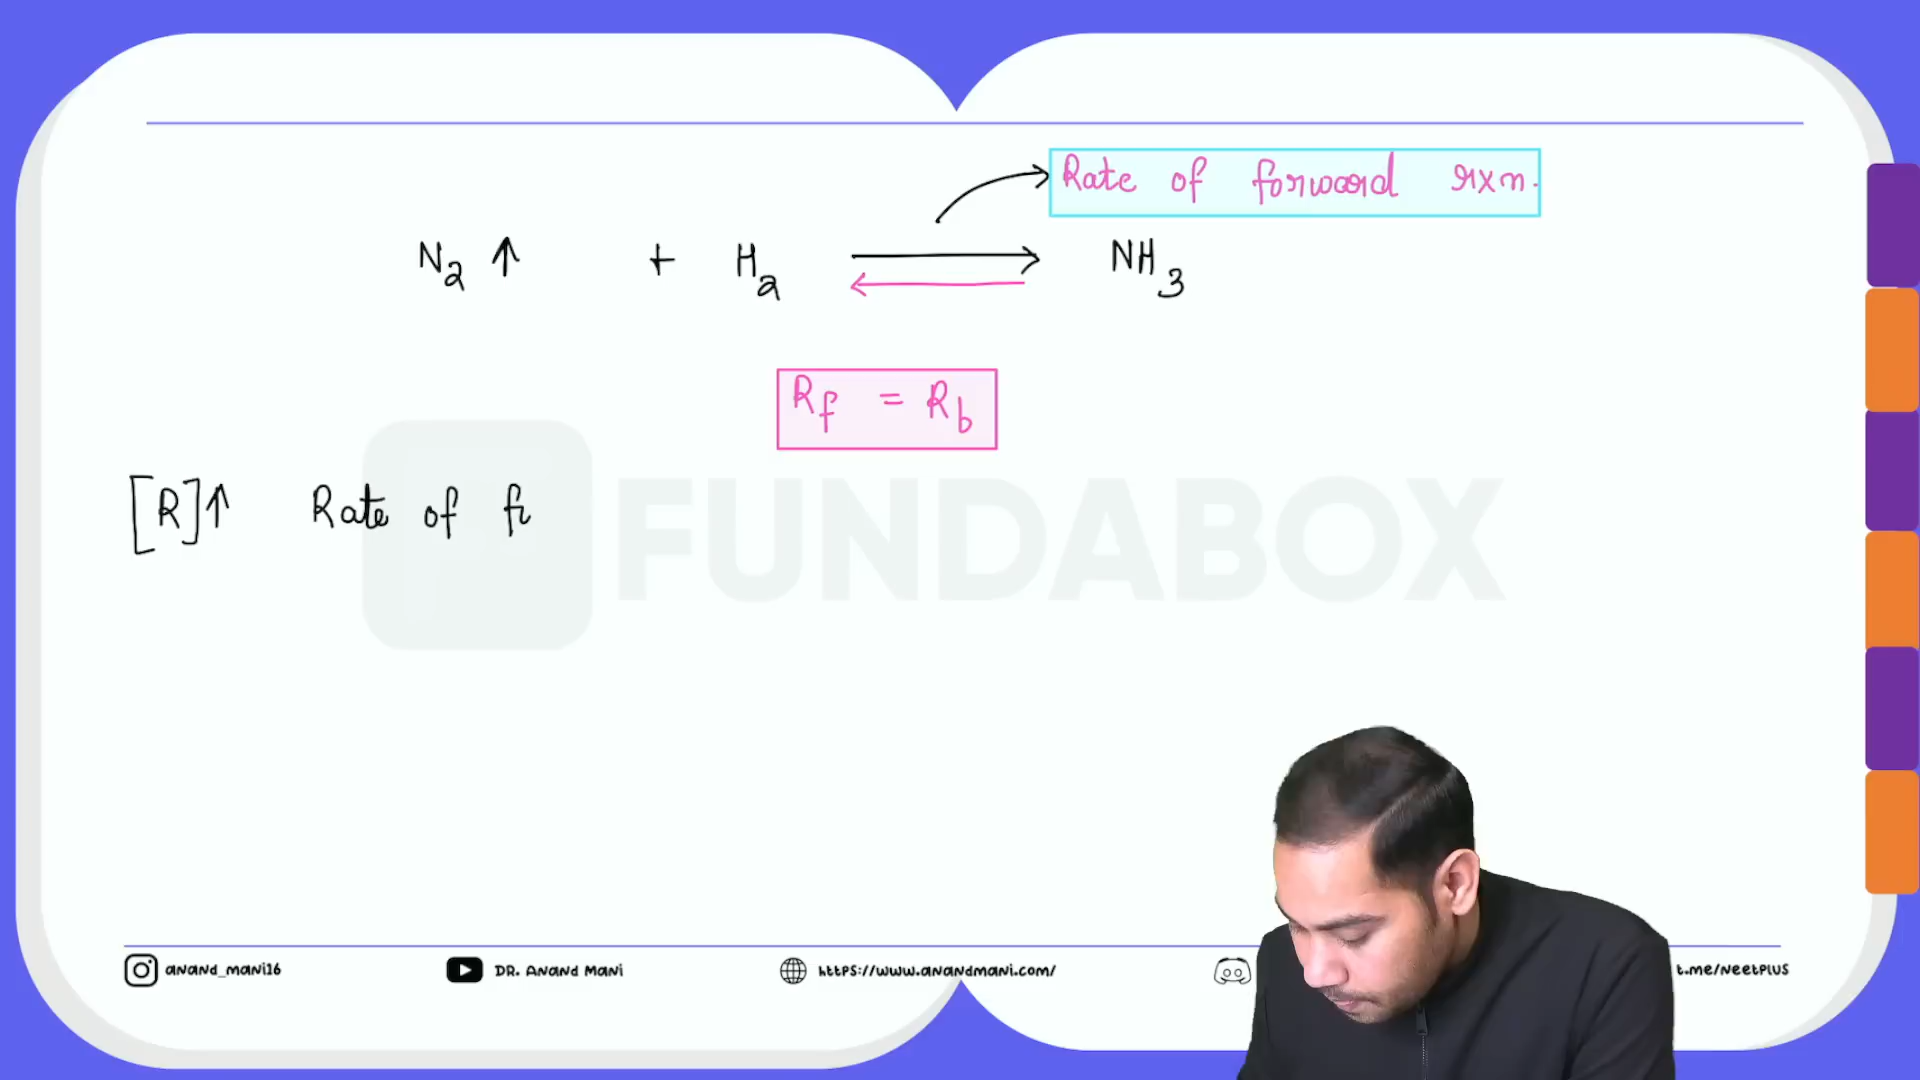 Rate of forward rxn.
N2 ↑ + H2 ⇌ NH3
Rf = Rb
[R]↑ Rate of f
FUNDABOX
anand_mani16
DR. Anand Mani
https://www.anandmani.com/
t.me/NeetPlus